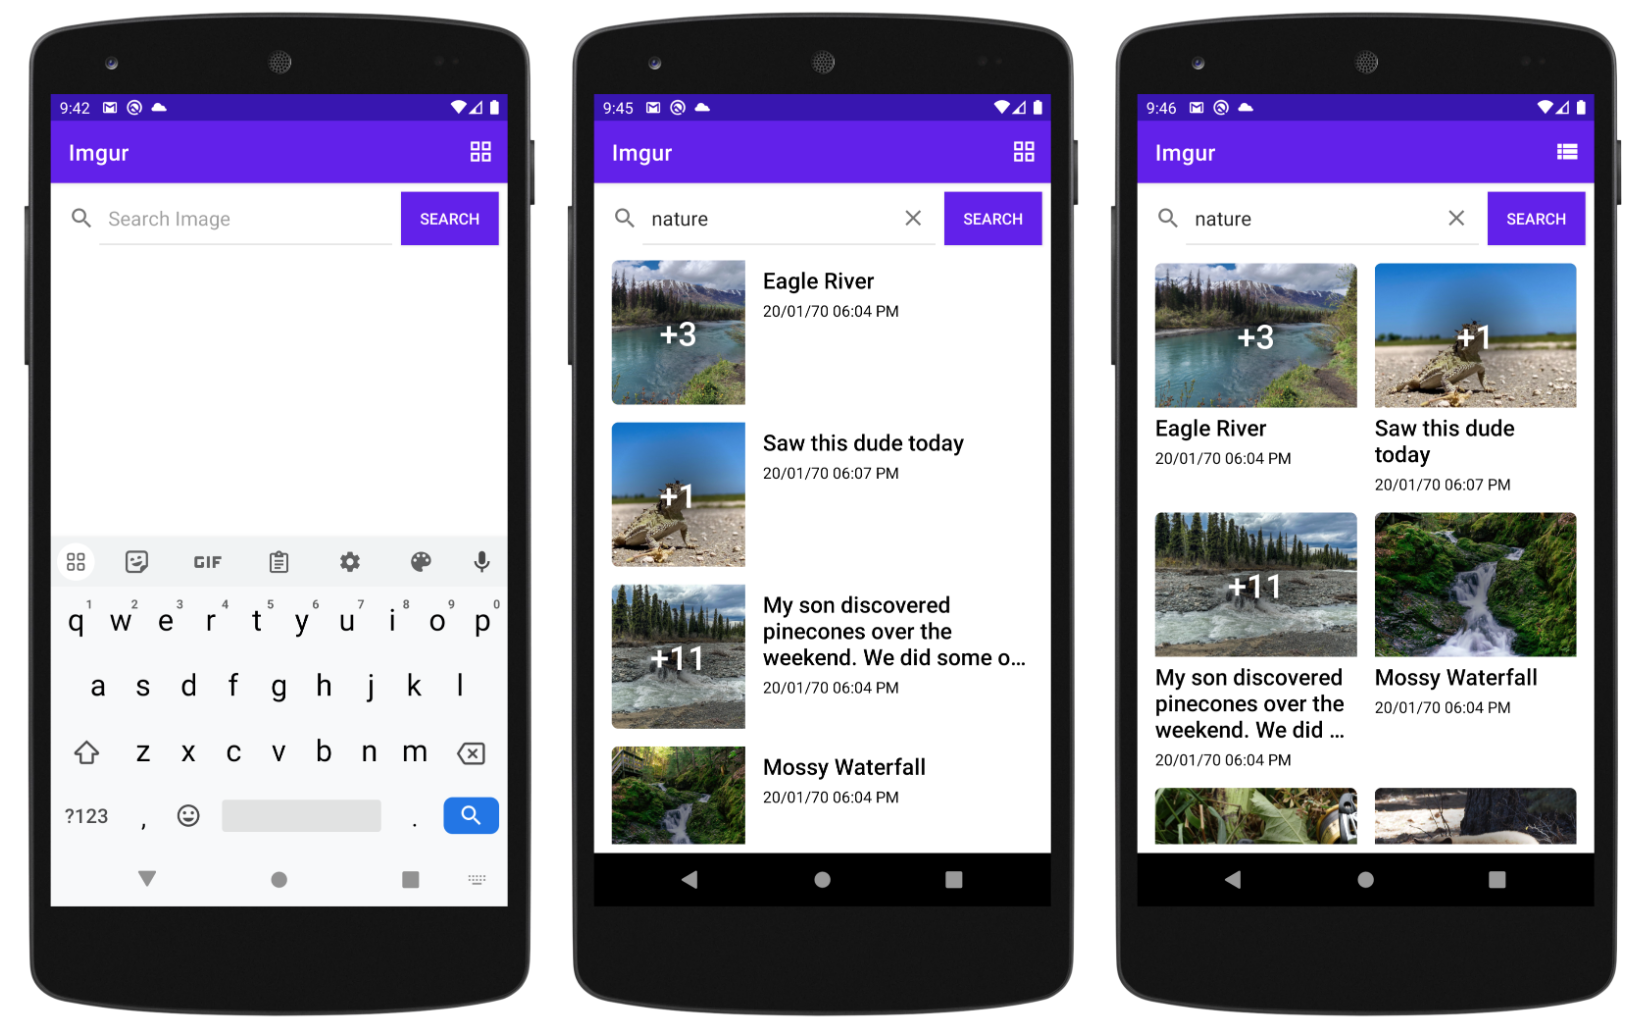 9:42
Imgur
Search Image
SEARCH
GIF
1 2 3 4 5 6 7 8 9 0
q w e r t y u i o p
a s d f g h j k l
z x c v b n m
?123 , .
9:45
Imgur
nature
SEARCH
+3
Eagle River
20/01/70 06:04 PM
+1
Saw this dude today
20/01/70 06:07 PM
+11
My son discovered
pinecones over the
weekend. We did some o...
20/01/70 06:04 PM
Mossy Waterfall
20/01/70 06:04 PM
9:46
Imgur
nature
SEARCH
+3
Eagle River
20/01/70 06:04 PM
+1
Saw this dude
today
20/01/70 06:07 PM
+11
My son discovered
pinecones over the
weekend. We did ...
20/01/70 06:04 PM
Mossy Waterfall
20/01/70 06:04 PM